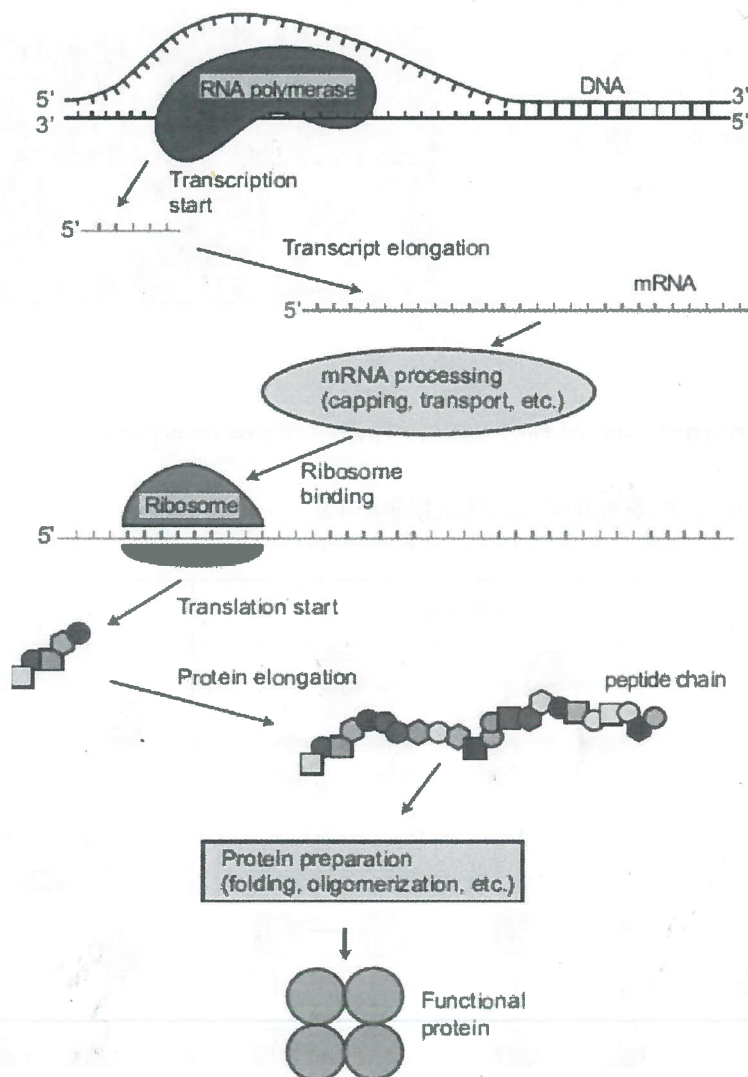 RNA polymerase
DNA
5'
3'
3'
5'
Transcription
start
5'
Transcript elongation
mRNA
5'
mRNA processing
(capping, transport, etc.)
Ribosome
binding
Ribosome
5'
Translation start
Protein elongation
peptide chain
Protein preparation
(folding, oligomerization, etc.)
Functional
protein